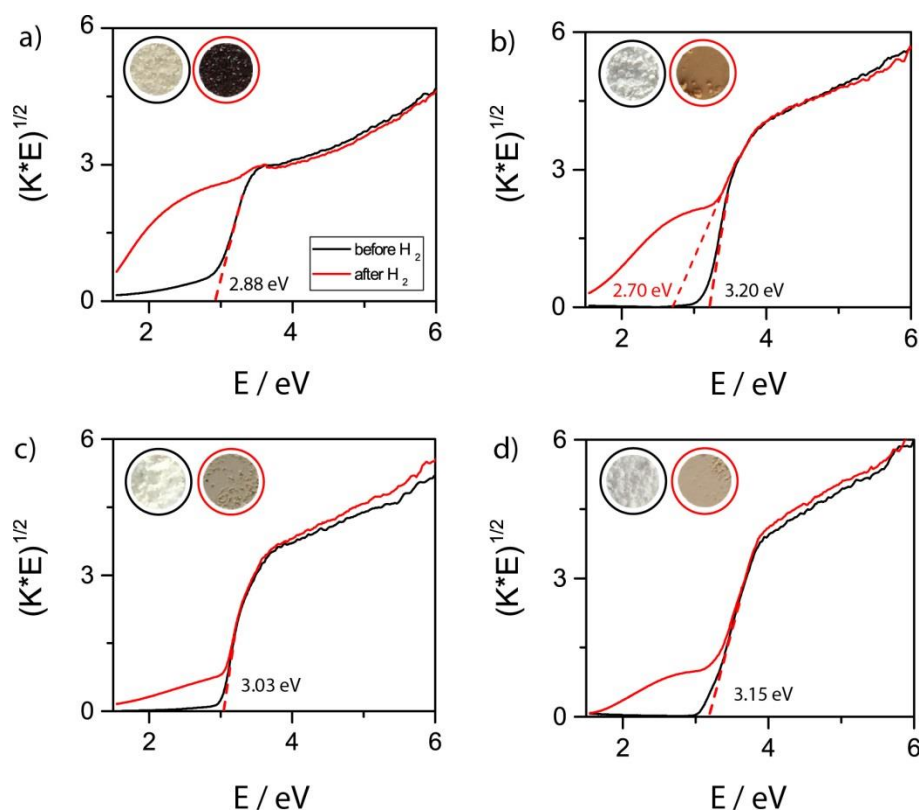 a)
6
(K*E)^1/2
3
0
2.88 eV
before H_2
after H_2
2
4
6
E / eV
b)
6
(K*E)^1/2
3
0
2.70 eV
3.20 eV
2
4
6
E / eV
c)
6
(K*E)^1/2
3
0
3.03 eV
2
4
6
E / eV
d)
6
(K*E)^1/2
3
0
3.15 eV
2
4
6
E / eV